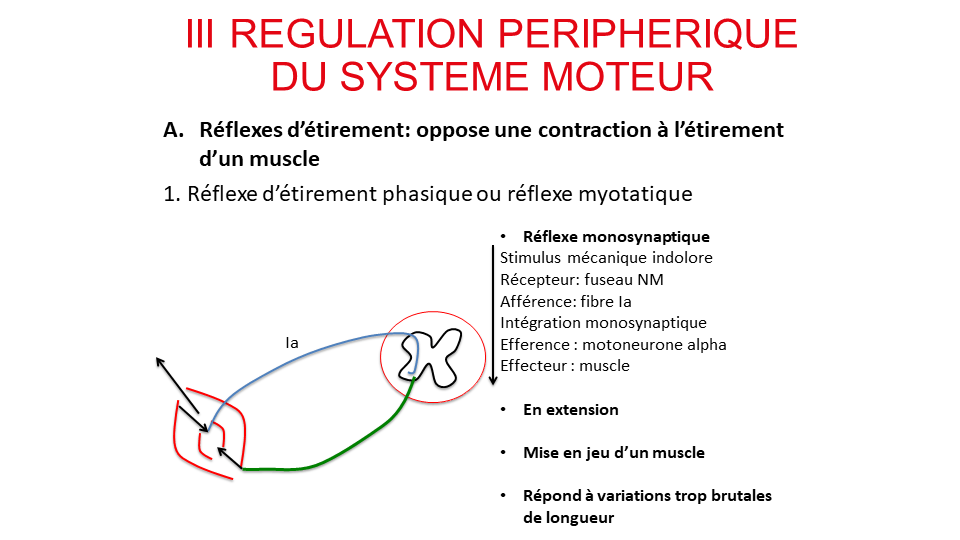 III REGULATION PERIPHERIQUE
DU SYSTEME MOTEUR
A. Réflexes d’étirement: oppose une contraction à l’étirement
d’un muscle
1. Réflexe d’étirement phasique ou réflexe myotatique
• Réflexe monosynaptique
Stimulus mécanique indolore
Récepteur: fuseau NM
Afférence: fibre Ia
Intégration monosynaptique
Efference : motoneurone alpha
Effecteur : muscle
Ia
• En extension
• Mise en jeu d’un muscle
• Répond à variations trop brutales
de longueur